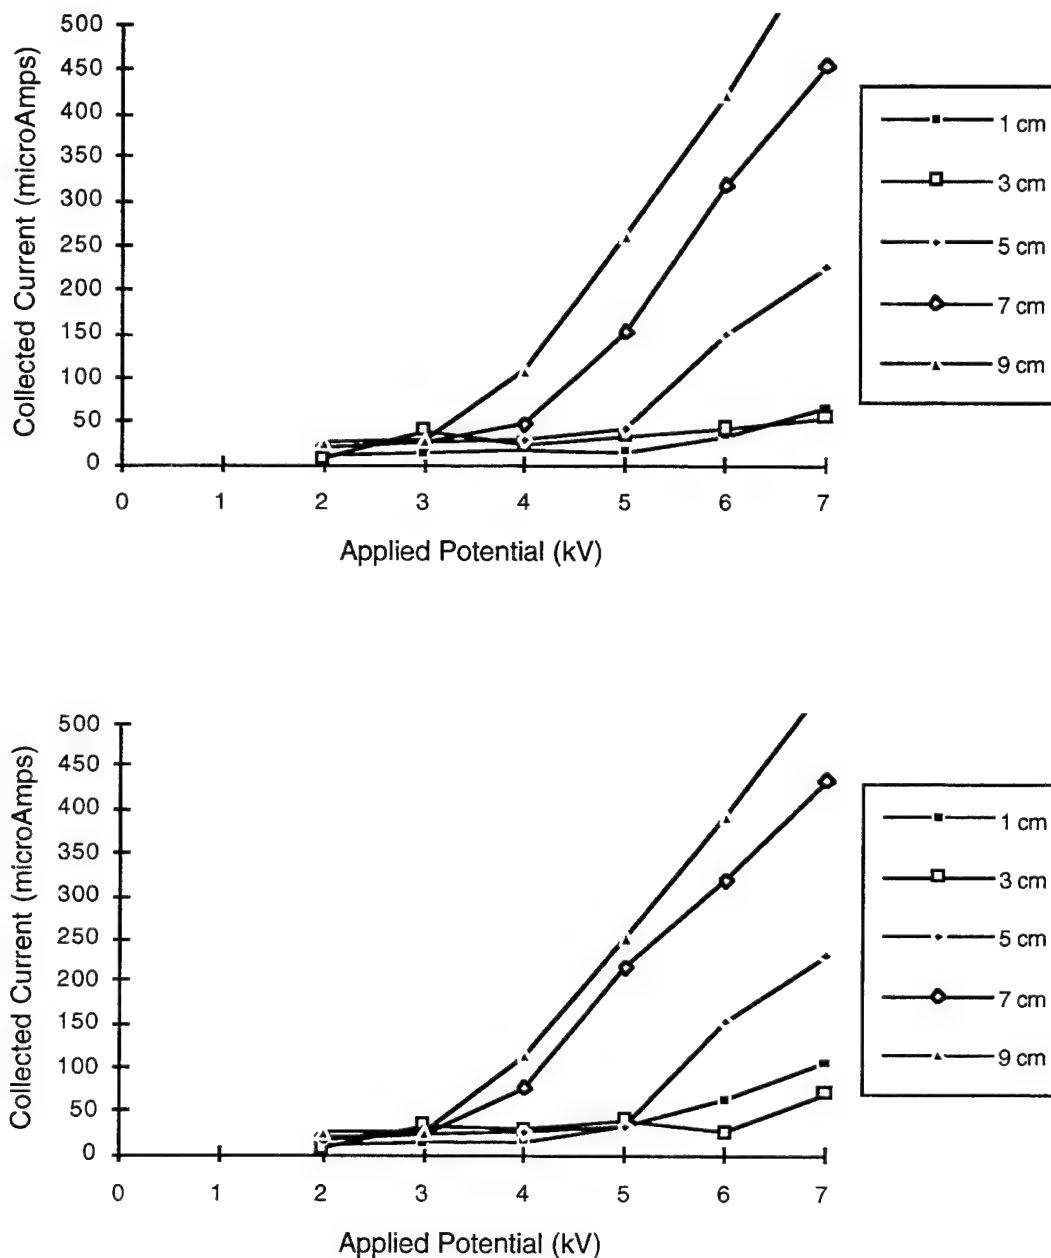 Collected Current (microAmps)
500
450
400
350
300
250
200
150
100
50
0
0 1 2 3 4 5 6 7
Applied Potential (kV)
1 cm
3 cm
5 cm
7 cm
9 cm
Collected Current (microAmps)
500
450
400
350
300
250
200
150
100
50
0
0 1 2 3 4 5 6 7
Applied Potential (kV)
1 cm
3 cm
5 cm
7 cm
9 cm